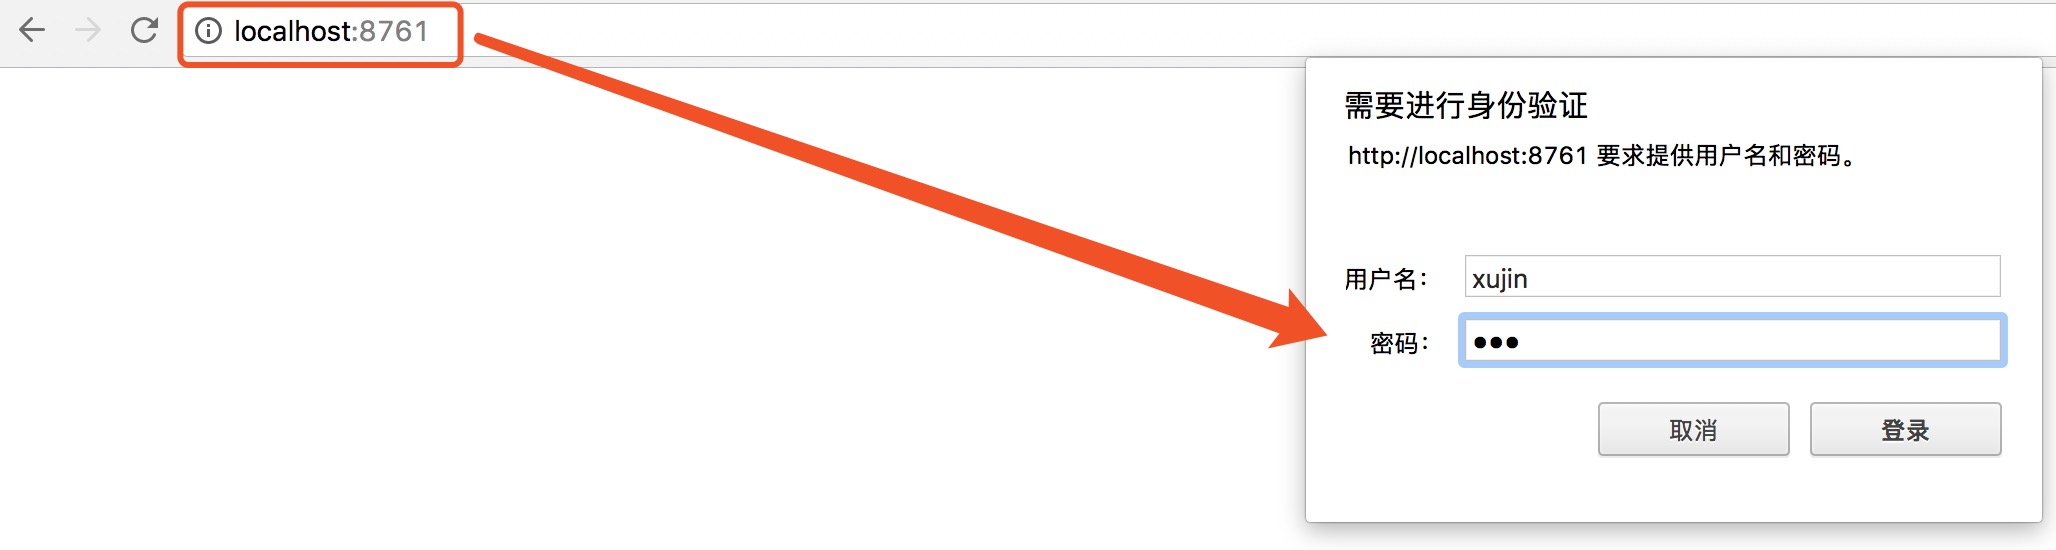 localhost:8761
需要进行身份验证
http://localhost:8761 要求提供用户名和密码。
用户名： xujin
密码： •••
取消 登录